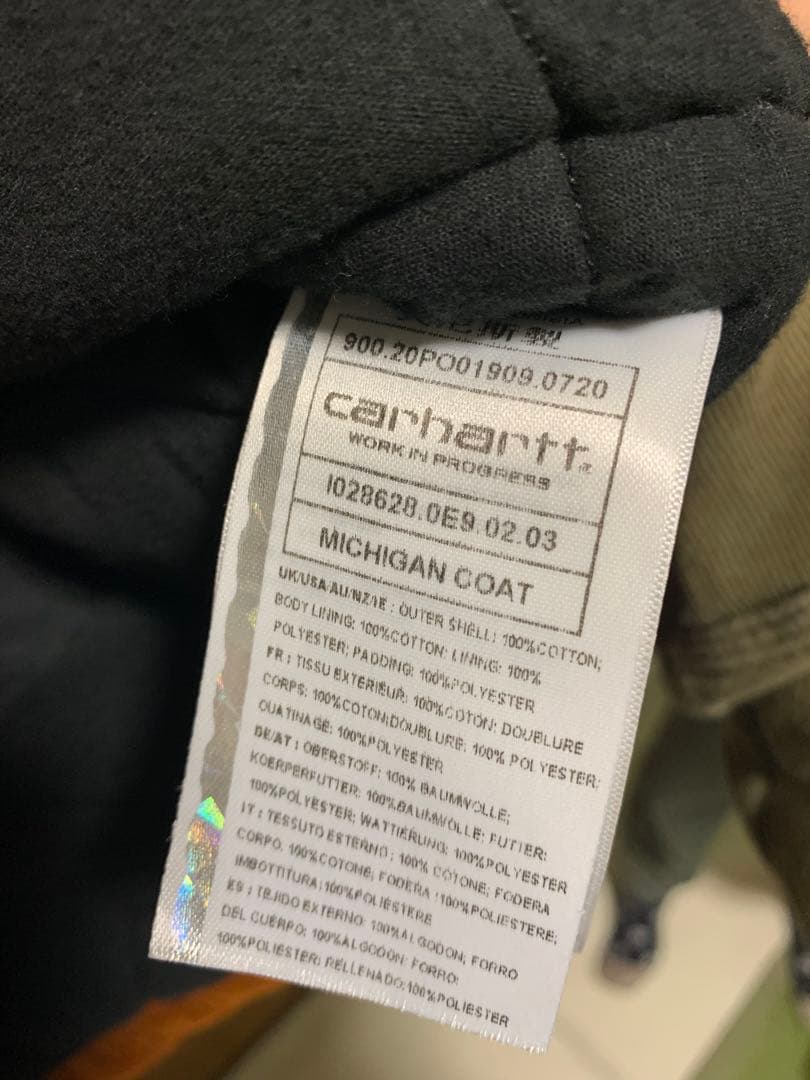 900.20PO01909.0720
carhartt
WORK IN PROGRESS
I028628.0E9.02.03
MICHIGAN COAT
UK/USA/AU/NZ/IE : OUTER SHELL: 100%COTTON;
BODY LINING: 100%COTTON: LINING: 100%
POLYESTER; PADDING: 100%POLYESTER
FR : TISSU EXTERIEUR: 100%COTON; DOUBLURE
CORPS: 100%COTON;DOUBLURE: 100% POLYESTER;
OUATINAGE: 100%POLYESTER
DE/AT : OBERSTOFF: 100% BAUMWOLLE;
KOERPERFUTTER: 100%BAUMWOLLE; FUTTER:
100%POLYESTER; WATTIERUNG: 100%POLYESTER
IT : TESSUTO ESTERNO: 100% COTONE; FODERA
CORPO: 100%COTONE; FODERA :100%POLIESTERE;
IMBOTTITURA:100%POLIESTERE
ES : TEJIDO EXTERNO: 100%ALGODON; FORRO
DEL CUERPO: 100%ALGODON: FORRO:
100%POLIESTER: RELLENADO:100%POLIESTER